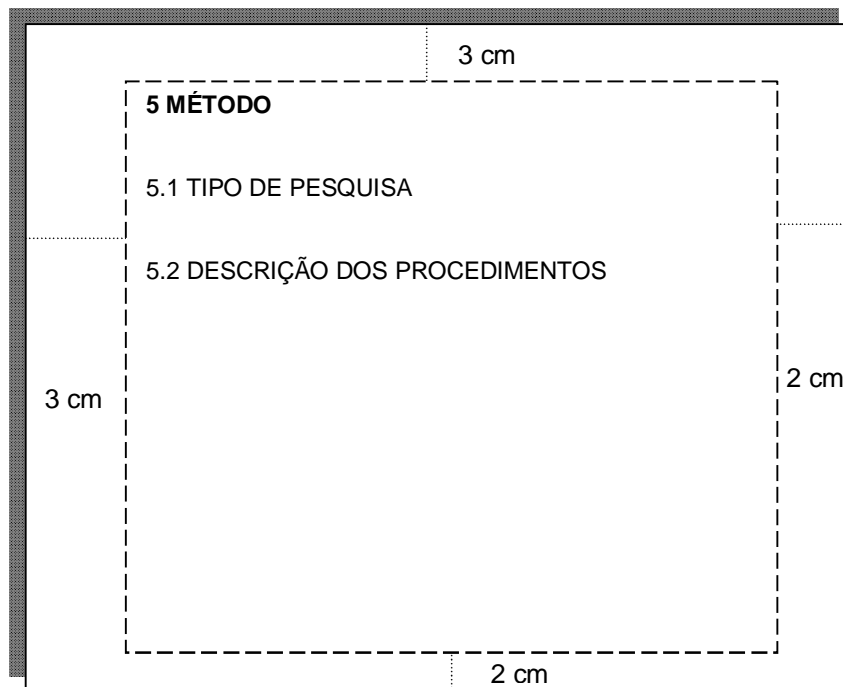 3 cm
5 MÉTODO
5.1 TIPO DE PESQUISA
5.2 DESCRIÇÃO DOS PROCEDIMENTOS
3 cm
2 cm
2 cm